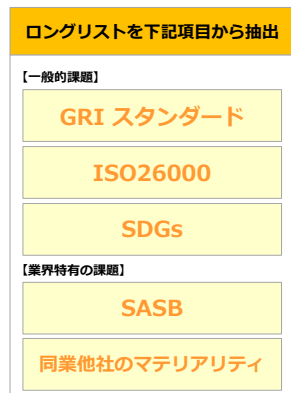 ロングリストを下記項目から抽出
【一般的課題】
GRI スタンダード
ISO26000
SDGs
【業界特有の課題】
SASB
同業他社のマテリアリティ